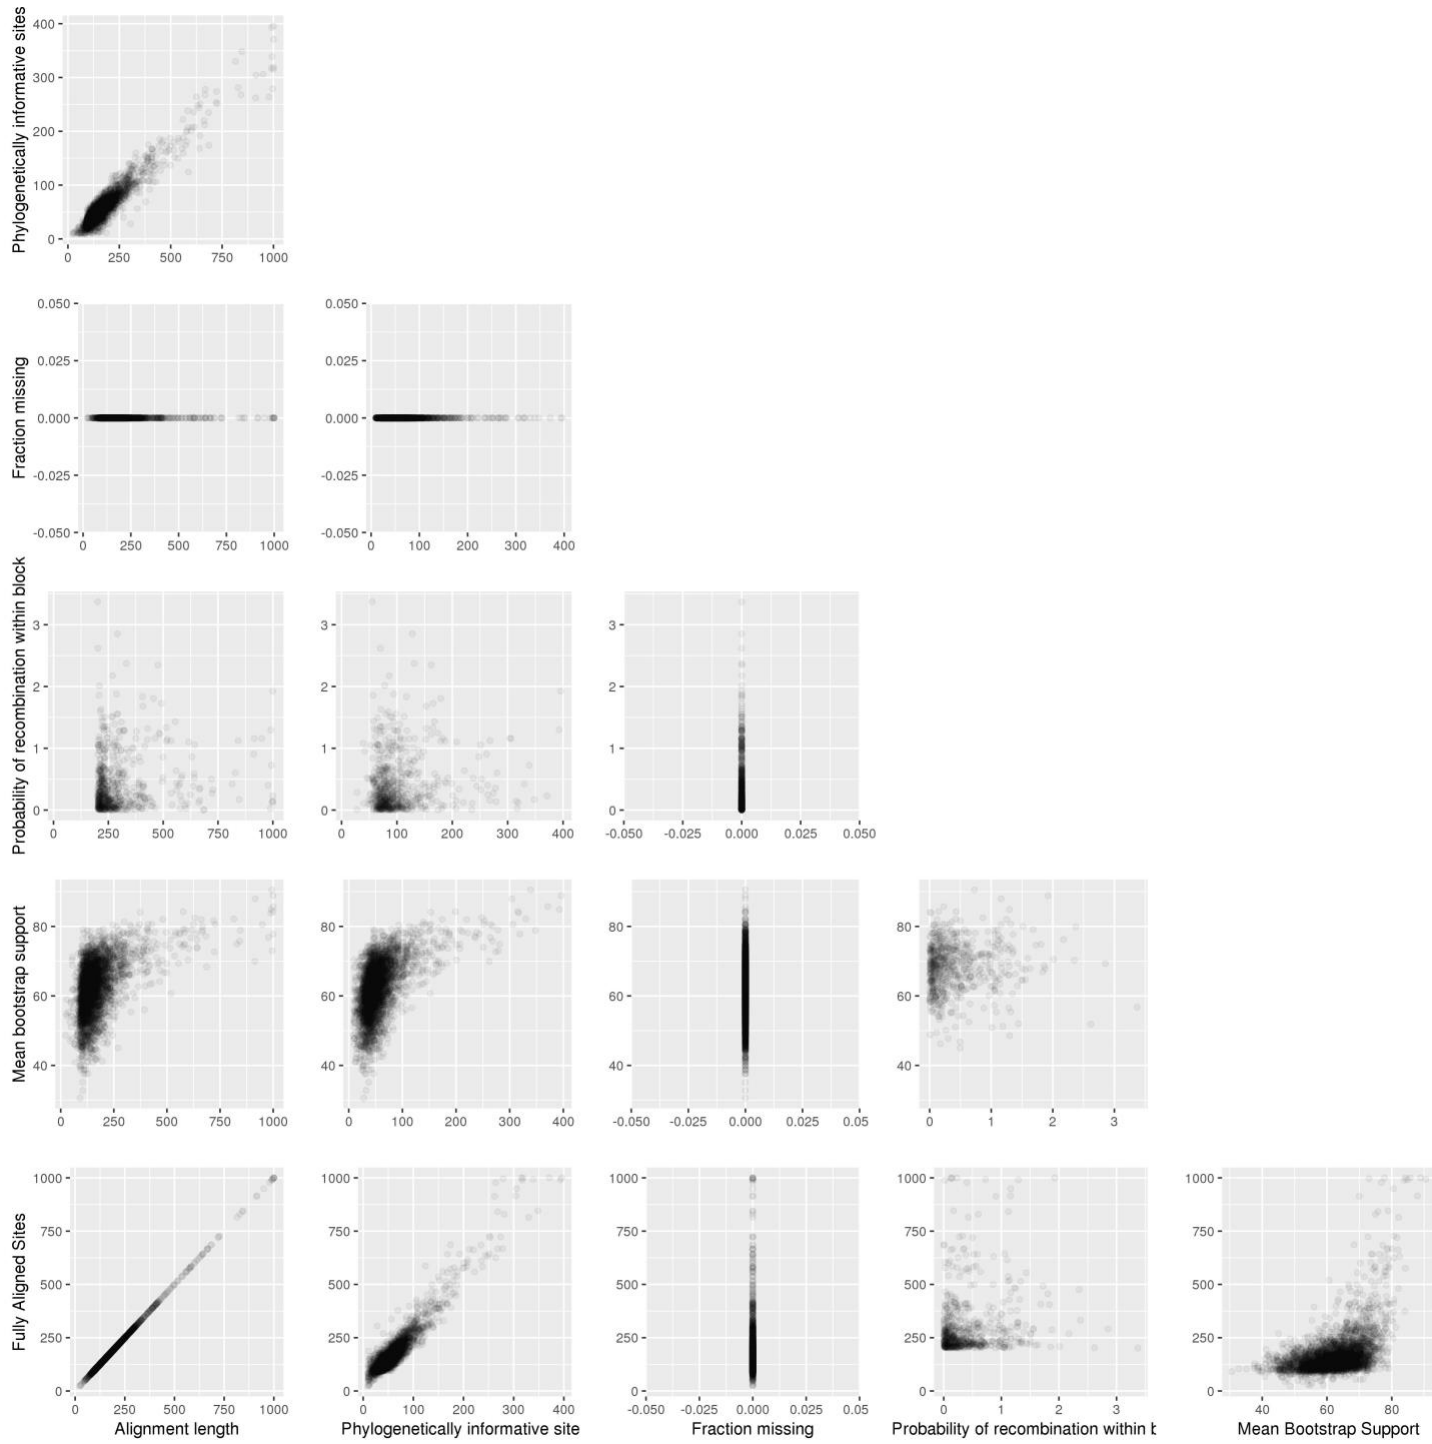 Phylogenetically informative sites
400
300
200
100
0
0 250 500 750 1000
Fraction missing
0.050
0.025
0.000
-0.025
-0.050
0 250 500 750 1000
0.050
0.025
0.000
-0.025
-0.050
0 100 200 300 400
Probability of recombination within block
3
2
1
0
0 250 500 750 1000
3
2
1
0
0 100 200 300 400
3
2
1
0
-0.050 -0.025 0.000 0.025 0.050
Mean bootstrap support
80
60
40
0 250 500 750 1000
80
60
40
0 100 200 300 400
80
60
40
-0.050 -0.025 0.000 0.025 0.05
80
60
40
0 1 2 3
Fully Aligned Sites
1000
750
500
250
0
0 250 500 750 1000
Alignment length
1000
750
500
250
0
0 100 200 300 400
Phylogenetically informative site
1000
750
500
250
0
-0.050 -0.025 0.000 0.025 0.05
Fraction missing
1000
750
500
250
0
0 1 2 3
Probability of recombination within b
1000
750
500
250
0
40 60 80
Mean Bootstrap Support